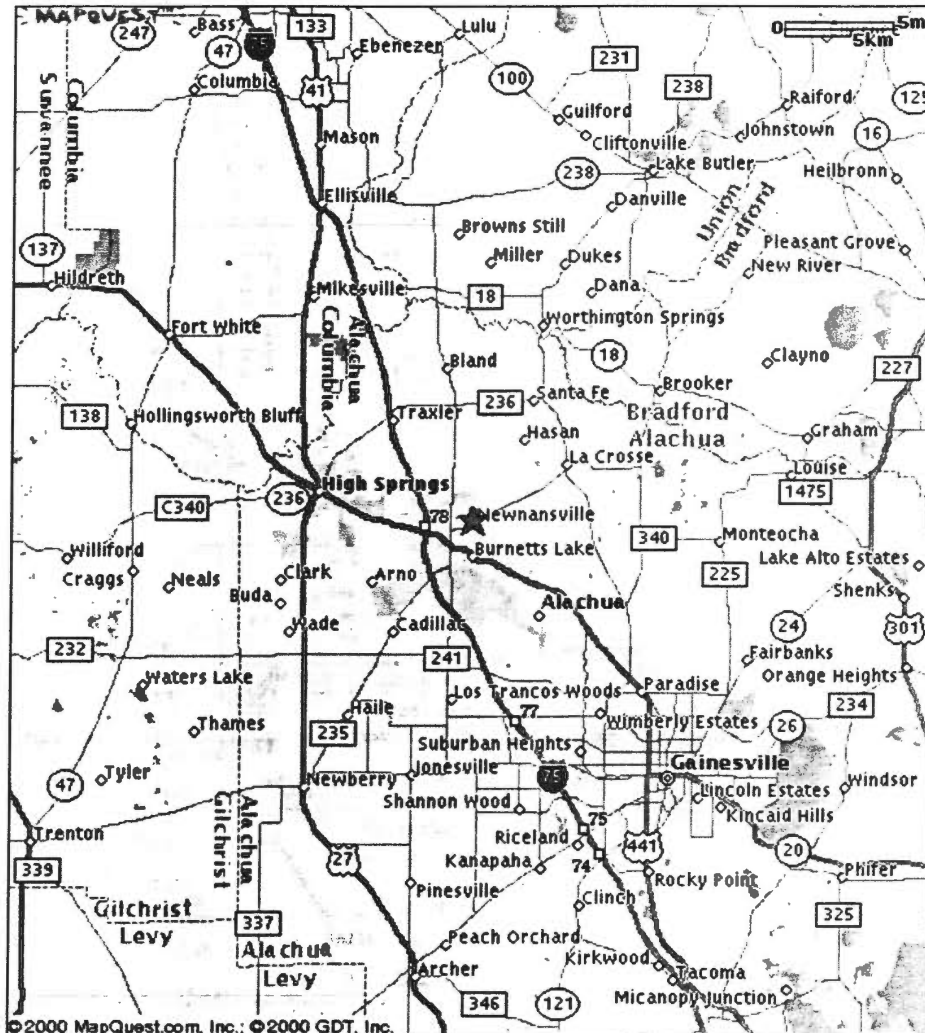 MAPQUEST
247
Bass
47
75
133
Ebenezer
Lulu
0 5m
5km
Columbia
41
100
231
238
Raiford
125
Suwannee
Columbia
Guilford
Cliftonville
Johnstown
16
Mason
238
Lake Butler
Heilbronn
Ellisville
Danville
Union
Bradford
137
Browns Still
Pleasant Grove
Hildreth
Miller
Dukes
New River
Mikesville
18
Dana
Fort White
Alachua
Columbia
Worthington Springs
18
Clayno
Bland
227
138
Hollingsworth Bluff
Traxler
236
Santa Fe
Brooker
Bradford
Alachua
Hasan
Graham
La Crosse
Louise
236
High Springs
1475
C340
78
Newnansville
340
Monteocha
Williford
Burnetts Lake
Lake Alto Estates
Craggs
Neals
Clark
Arno
225
Shenks
Buda
Alachua
24
Wade
Cadillac
301
232
241
Fairbanks
Orange Heights
Waters Lake
Los Trancos Woods
Paradise
234
Haile
77
Wimberly Estates
26
Thames
235
Suburban Heights
Gainesville
47
Tyler
Newberry
Jonesville
75
Windsor
Shannon Wood
Lincoln Estates
Kincaid Hills
Trenton
Alachua
Gilchrist
75
Riceland
441
20
339
27
Kanapaha
74
Rocky Point
Phifer
Pinesville
Clinch
Gilchrist
Levy
337
325
Alachua
Levy
Peach Orchard
Kirkwood
Archer
Tacoma
346
121
Micanopy Junction
©2000 MapQuest.com, Inc.; ©2000 GDT, Inc.